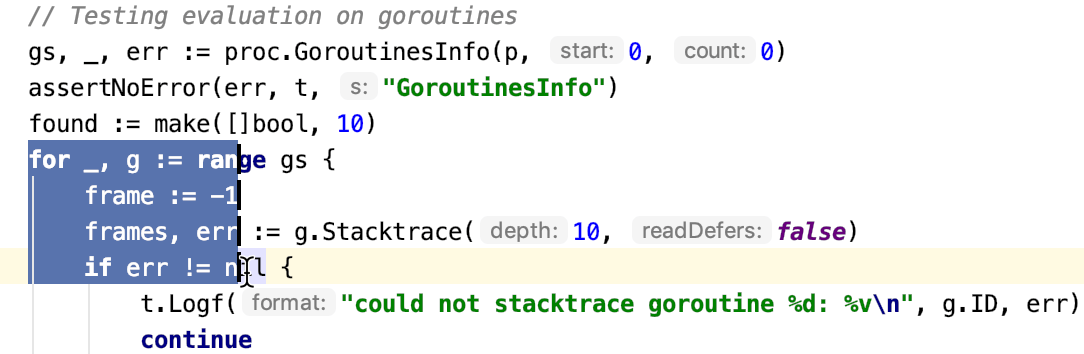 // Testing evaluation on goroutines
gs, _, err := proc.GoroutinesInfo(p, start: 0, count: 0)
assertNoError(err, t, s: "GoroutinesInfo")
found := make([]bool, 10)
for _, g := range gs {
    frame := -1
    frames, err := g.Stacktrace( depth: 10, readDefers: false)
    if err != nil {
        t.Logf( format: "could not stacktrace goroutine %d: %v\n", g.ID, err)
        continue